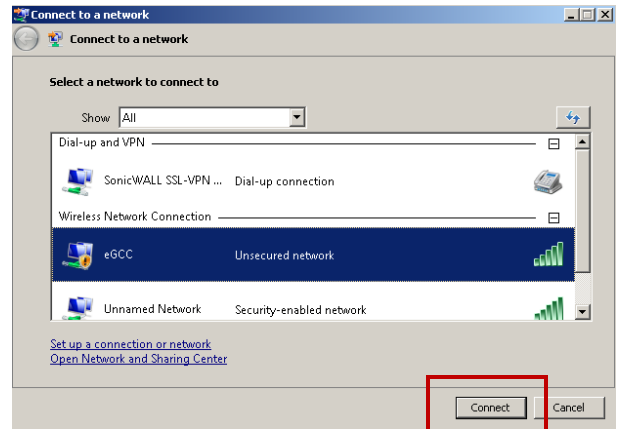 Connect to a network
Connect to a network
Select a network to connect to
Show All
Dial-up and VPN
SonicWALL SSL-VPN ... Dial-up connection
Wireless Network Connection
eGCC Unsecured network
Unnamed Network Security-enabled network
Set up a connection or network
Open Network and Sharing Center
Connect Cancel